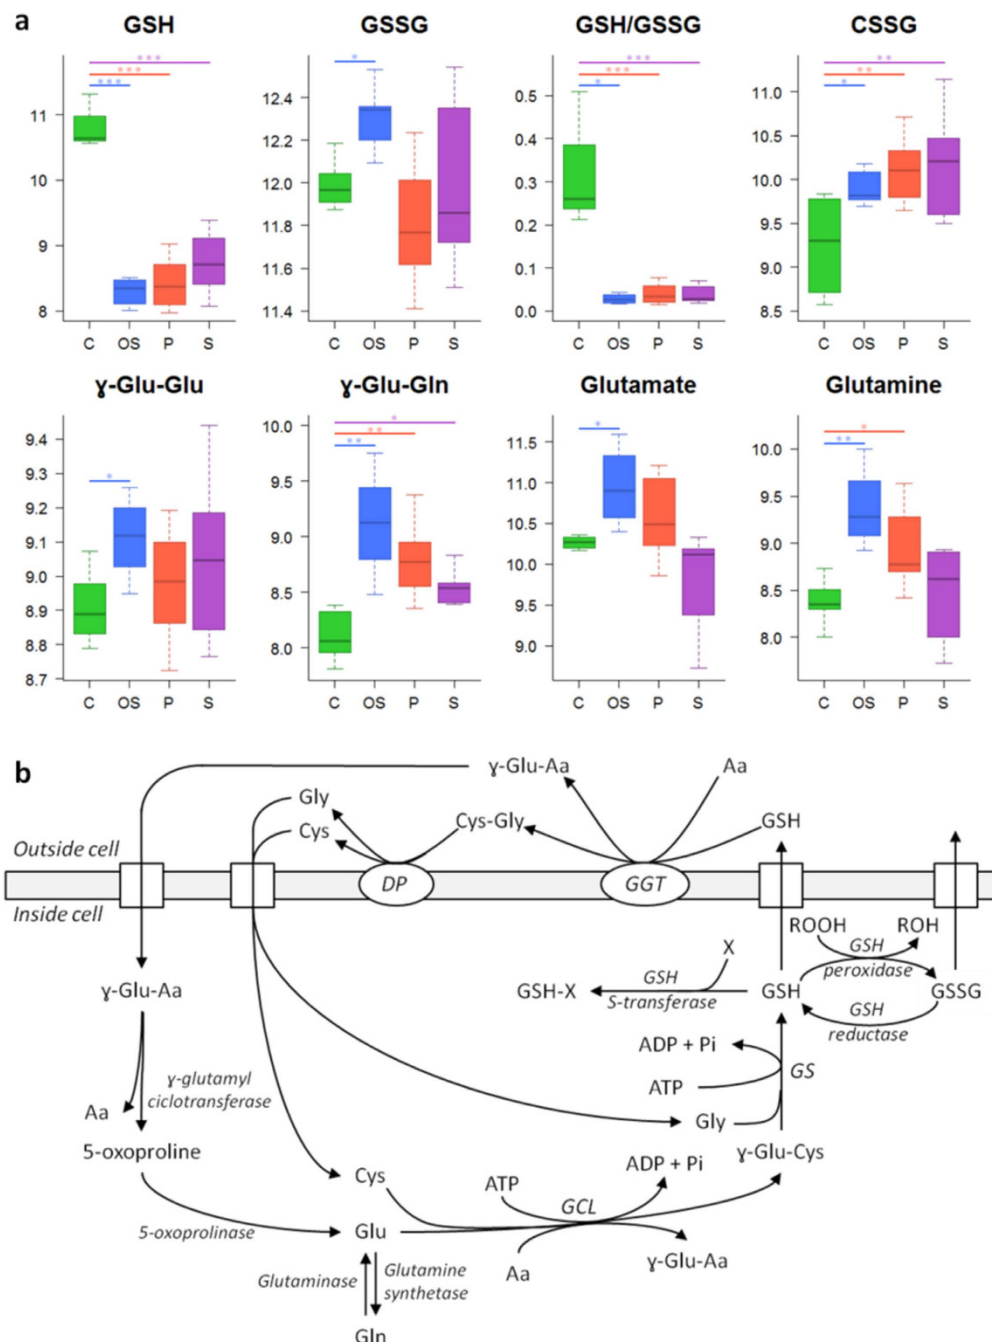 a
GSH GSSG GSH/GSSG CSSG
*** * *** **
*** *** **
*** * *
11 12.4 0.5 11.0
10 12.2 0.4 10.5
9 12.0 0.3 10.0
8 11.8 0.2 9.5
11.6 0.1 9.0
11.4 0.0 8.5
C OS P S C OS P S C OS P S C OS P S
ɣ-Glu-Glu ɣ-Glu-Gln Glutamate Glutamine
* * * *
** ** **
9.4 10.0 11.5 10.0
9.3 9.5 11.0 9.5
9.2 9.0 10.5 9.0
9.1 8.5 10.0 8.5
9.0 8.0 9.5 8.0
8.9 9.0
8.8
8.7
C OS P S C OS P S C OS P S C OS P S
b
ɣ-Glu-Aa Aa
Gly
Cys Cys-Gly GSH
Outside cell
DP GGT
Inside cell
ROOH ROH
X GSH
peroxidase
ɣ-Glu-Aa GSH-X GSH GSH GSSG
S-transferase GSH
reductase
ADP + Pi
GS
ATP
ɣ-glutamyl
ciclotransferase
Aa Gly
5-oxoproline ɣ-Glu-Cys
ADP + Pi
Cys ATP
GCL
5-oxoprolinase Glu
Aa ɣ-Glu-Aa
Glutaminase Glutamine
synthetase
Gln